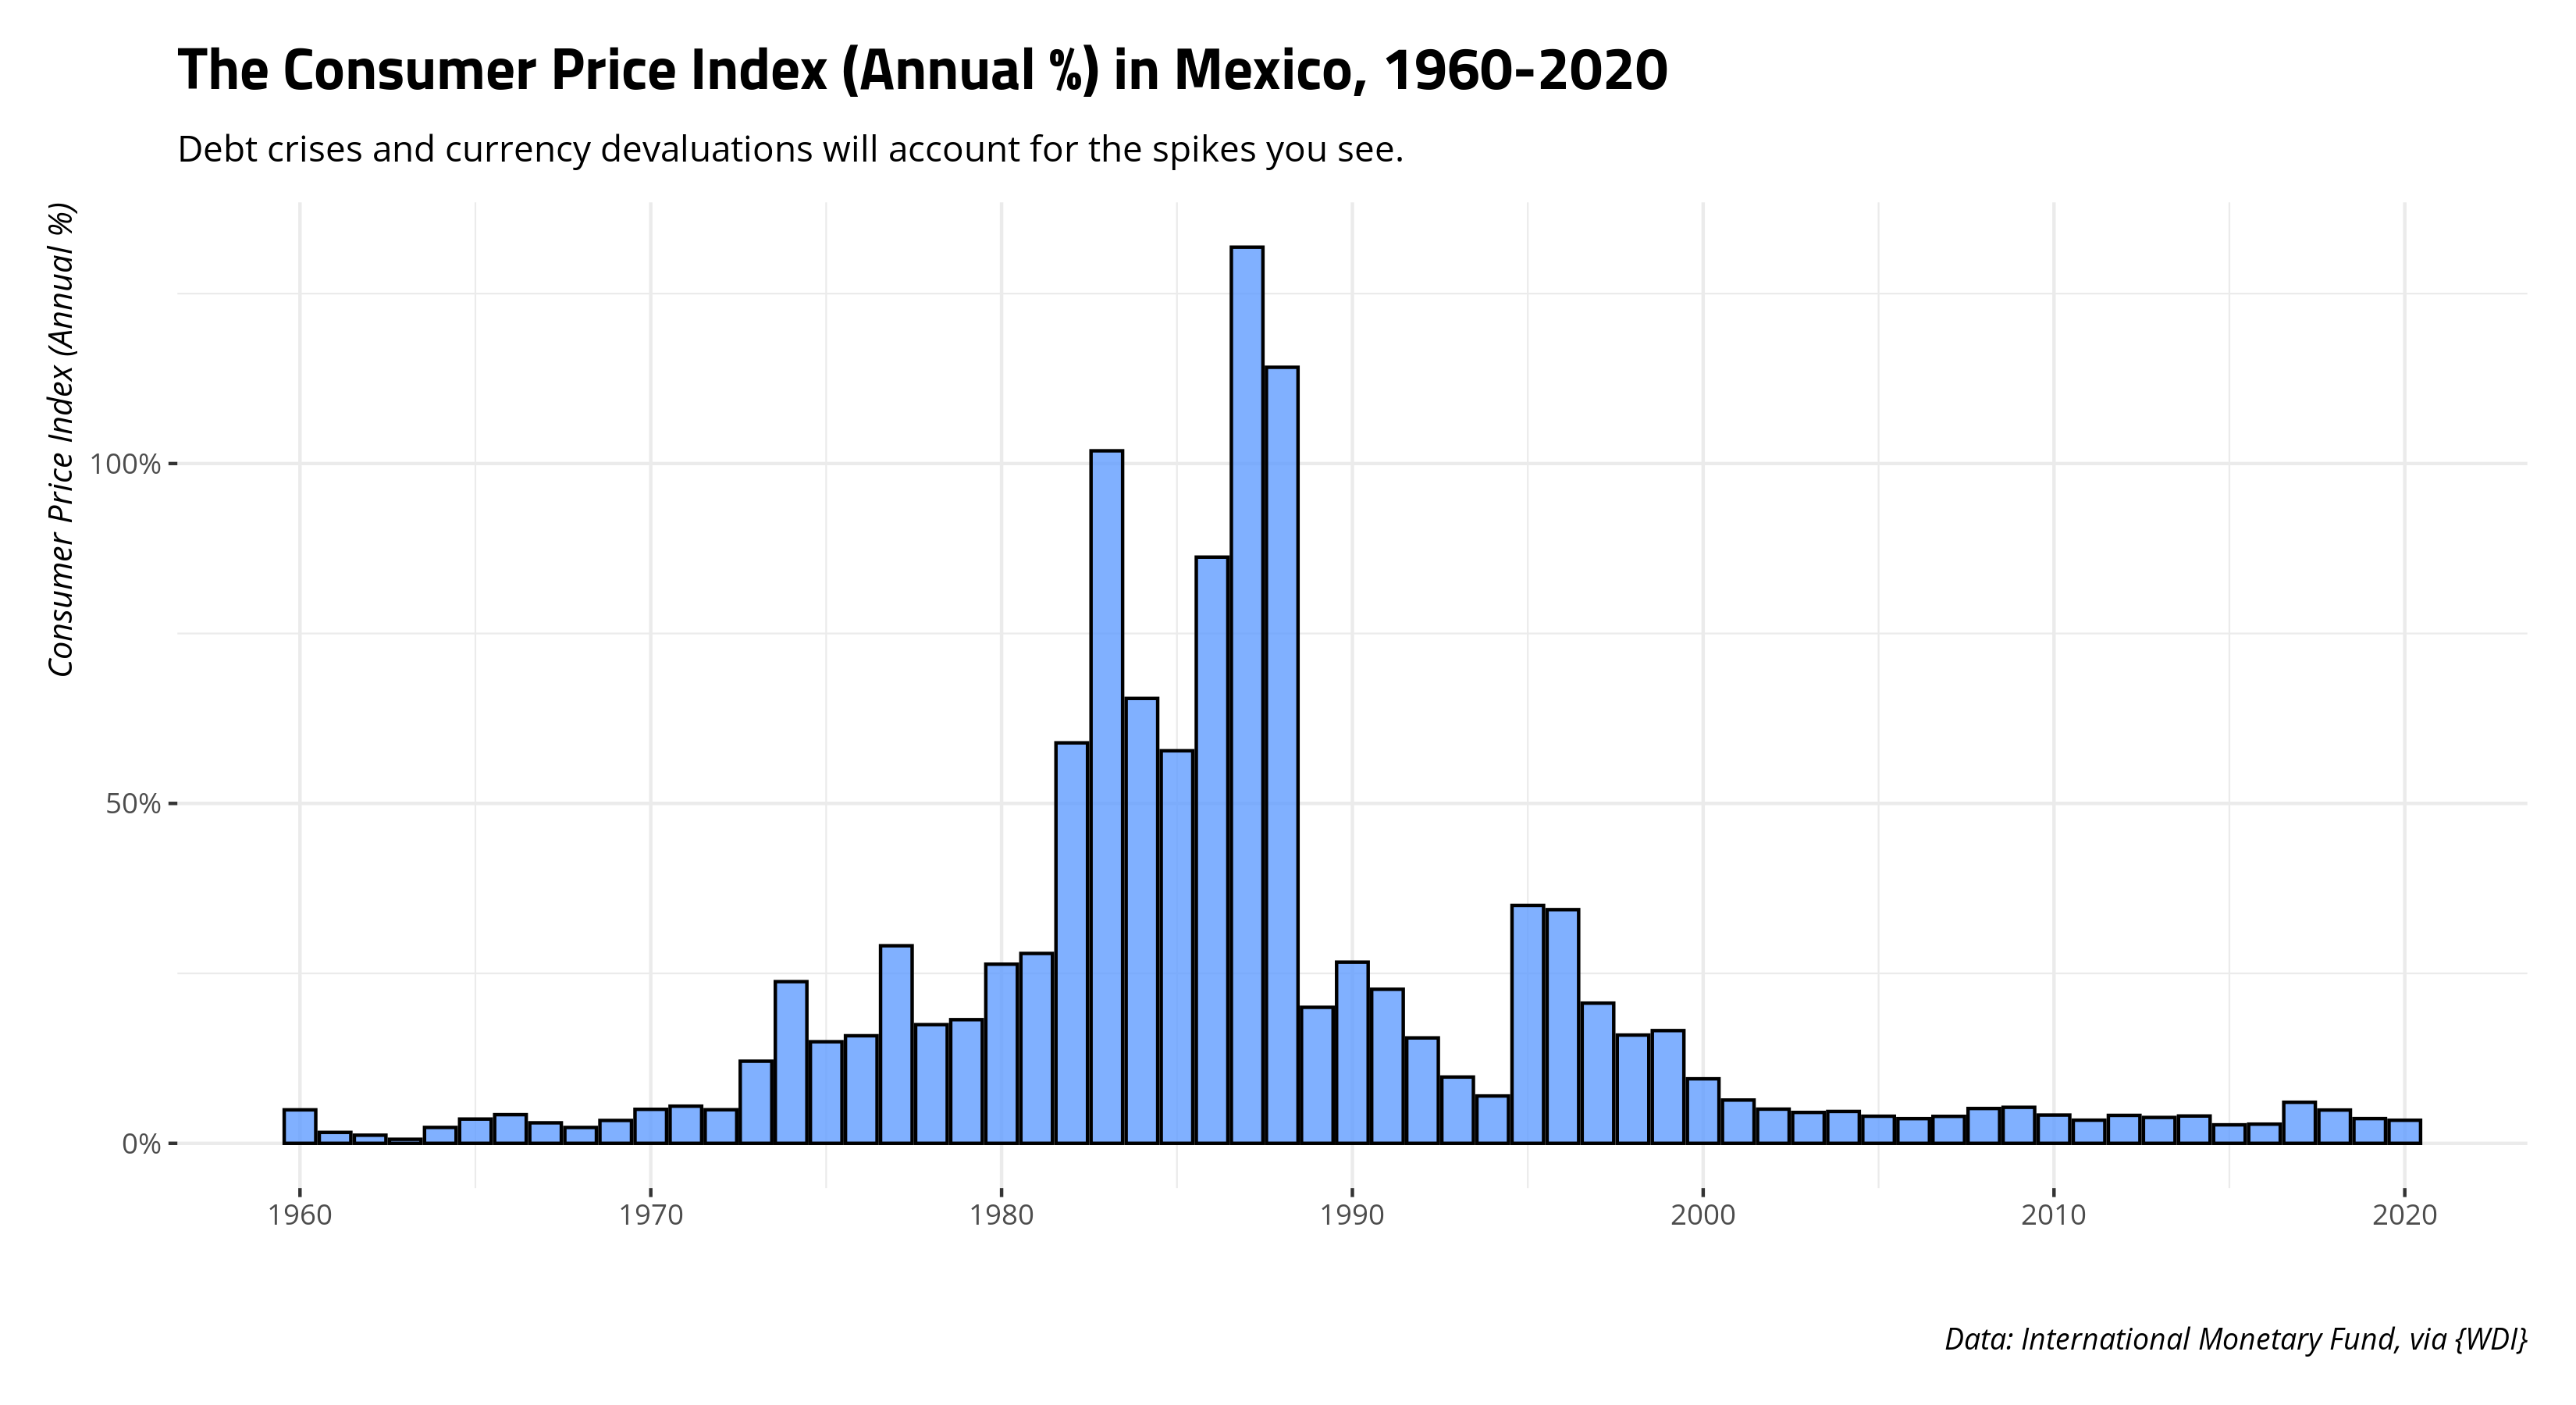 The Consumer Price Index (Annual %) in Mexico, 1960-2020
Debt crises and currency devaluations will account for the spikes you see.
Consumer Price Index (Annual %)
100%
50%
0%
1960 1970 1980 1990 2000 2010 2020
Data: International Monetary Fund, via {WDI}